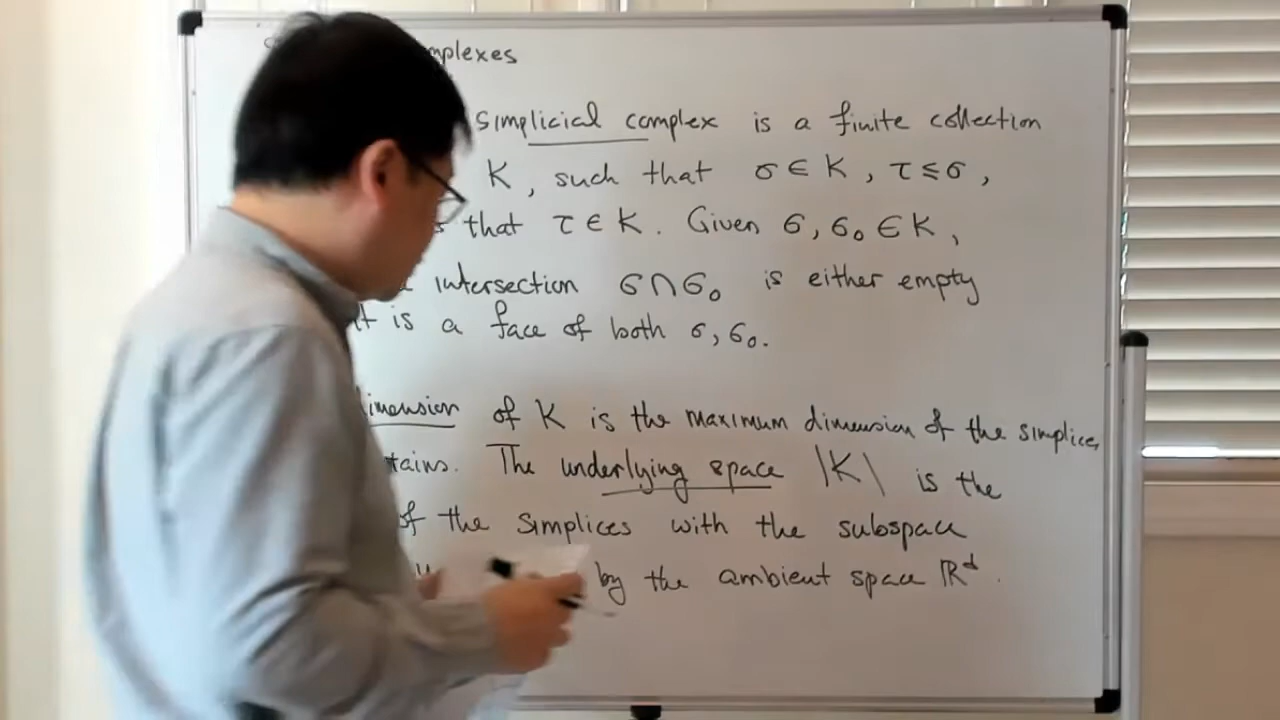 simplicial complex is a finite collection
K, such that σ ∈ K, τ ≤ σ,
that τ ∈ K. Given σ, σ₀ ∈ K,
intersection σ ∩ σ₀ is either empty
it is a face of both σ, σ₀.
of K is the maximum dimension of the simplices
The underlying space |K| is the
of the simplices with the subspace
by the ambient space ℝᵈ.